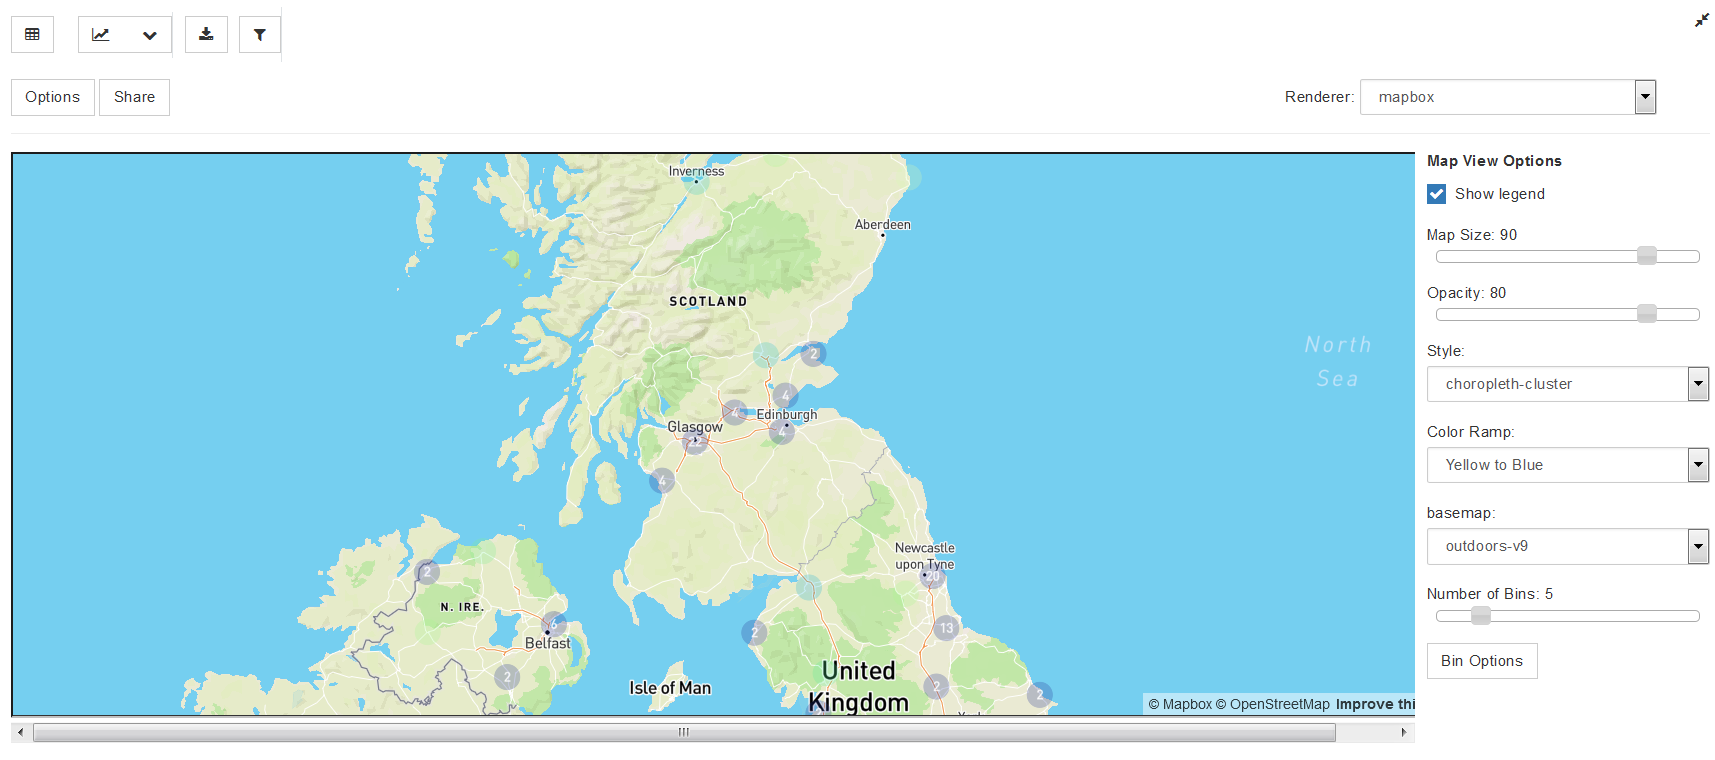 Options Share Renderer: mapbox
Map View Options
Show legend
Map Size: 90
Opacity: 80
Style:
choropleth-cluster
Color Ramp:
Yellow to Blue
basemap:
outdoors-v9
Number of Bins: 5
Bin Options
Inverness
Aberdeen
SCOTLAND
North
Sea
2
4
4
Edinburgh
Glasgow
4
4
Newcastle
upon Tyne
2
20
N. IRE.
6
2
13
Belfast
United
Kingdom
2
Isle of Man
2
2
© Mapbox © OpenStreetMap Improve thi